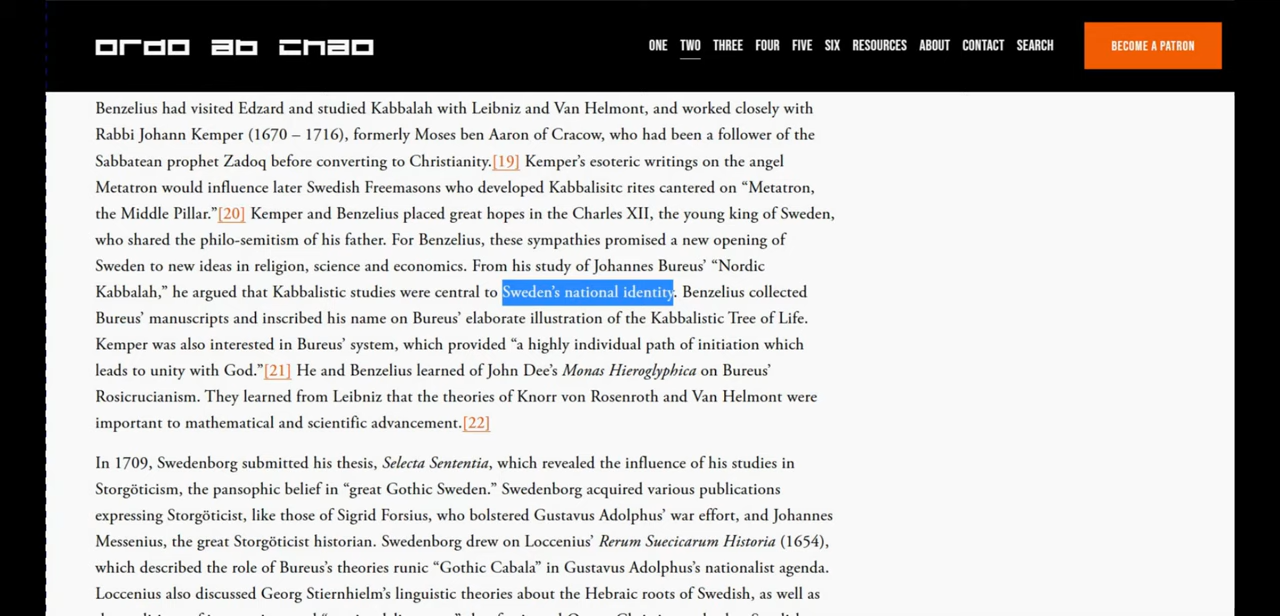 ordo ab chao
ONE TWO THREE FOUR FIVE SIX RESOURCES ABOUT CONTACT SEARCH
BECOME A PATRON
Benzelius had visited Edzard and studied Kabbalah with Leibniz and Van Helmont, and worked closely with
Rabbi Johann Kemper (1670 – 1716), formerly Moses ben Aaron of Cracow, who had been a follower of the
Sabbatean prophet Zadoq before converting to Christianity.[19] Kemper’s esoteric writings on the angel
Metatron would influence later Swedish Freemasons who developed Kabbalisitc rites cantered on “Metatron,
the Middle Pillar.”[20] Kemper and Benzelius placed great hopes in the Charles XII, the young king of Sweden,
who shared the philo-semitism of his father. For Benzelius, these sympathies promised a new opening of
Sweden to new ideas in religion, science and economics. From his study of Johannes Bureus’ “Nordic
Kabbalah,” he argued that Kabbalistic studies were central to Sweden’s national identity. Benzelius collected
Bureus’ manuscripts and inscribed his name on Bureus’ elaborate illustration of the Kabbalistic Tree of Life.
Kemper was also interested in Bureus’ system, which provided “a highly individual path of initiation which
leads to unity with God.”[21] He and Benzelius learned of John Dee’s Monas Hieroglyphica on Bureus’
Rosicrucianism. They learned from Leibniz that the theories of Knorr von Rosenroth and Van Helmont were
important to mathematical and scientific advancement.[22]
In 1709, Swedenborg submitted his thesis, Selecta Sententia, which revealed the influence of his studies in
Storgöticism, the pansophic belief in “great Gothic Sweden.” Swedenborg acquired various publications
expressing Storgöticist, like those of Sigrid Forsius, who bolstered Gustavus Adolphus’ war effort, and Johannes
Messenius, the great Storgöticist historian. Swedenborg drew on Loccenius’ Rerum Suecicarum Historia (1654),
which described the role of Bureus’s theories runic “Gothic Cabala” in Gustavus Adolphus’s nationalist agenda.
Loccenius also discussed Georg Stiernhielm’s linguistic theories about the Hebraic roots of Swedish, as well as